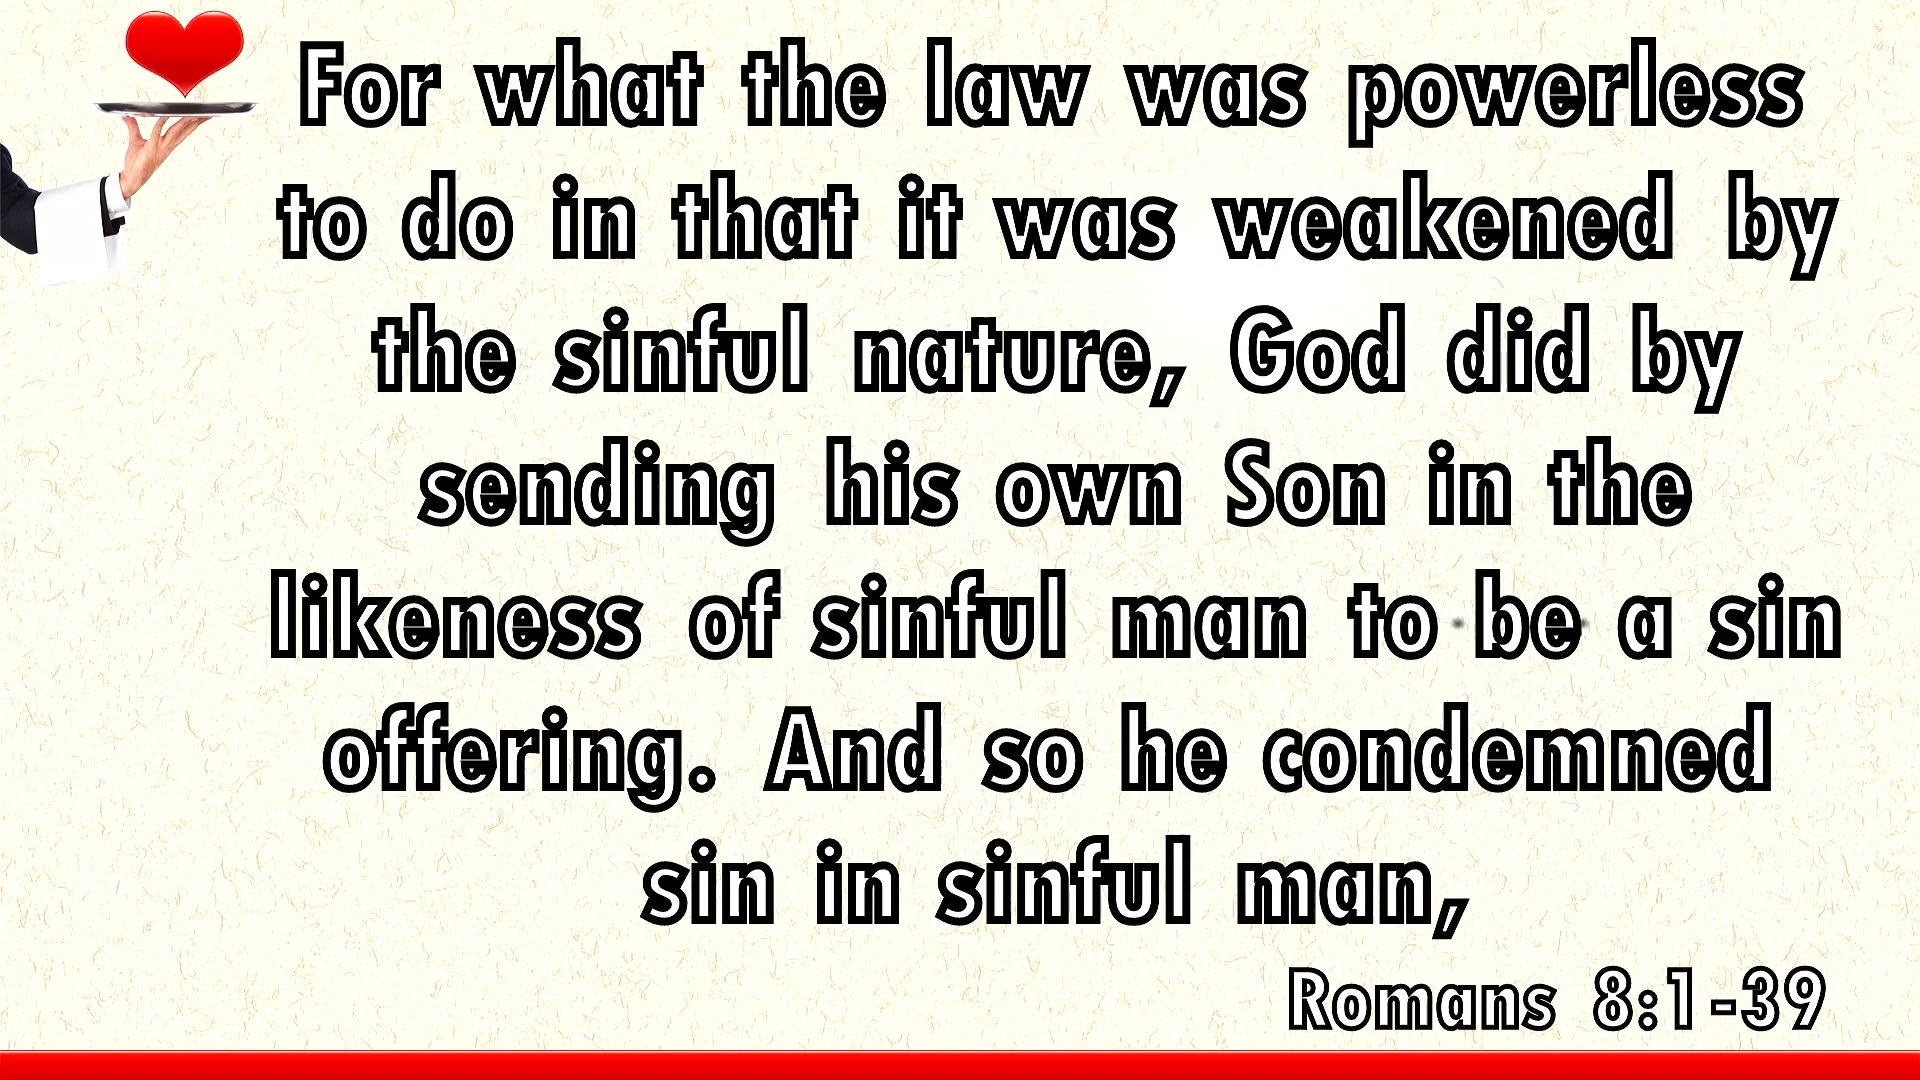 For what the law was powerless
to do in that it was weakened by
the sinful nature, God did by
sending his own Son in the
likeness of sinful man to be a sin
offering. And so he condemned
sin in sinful man,
Romans 8:1-39